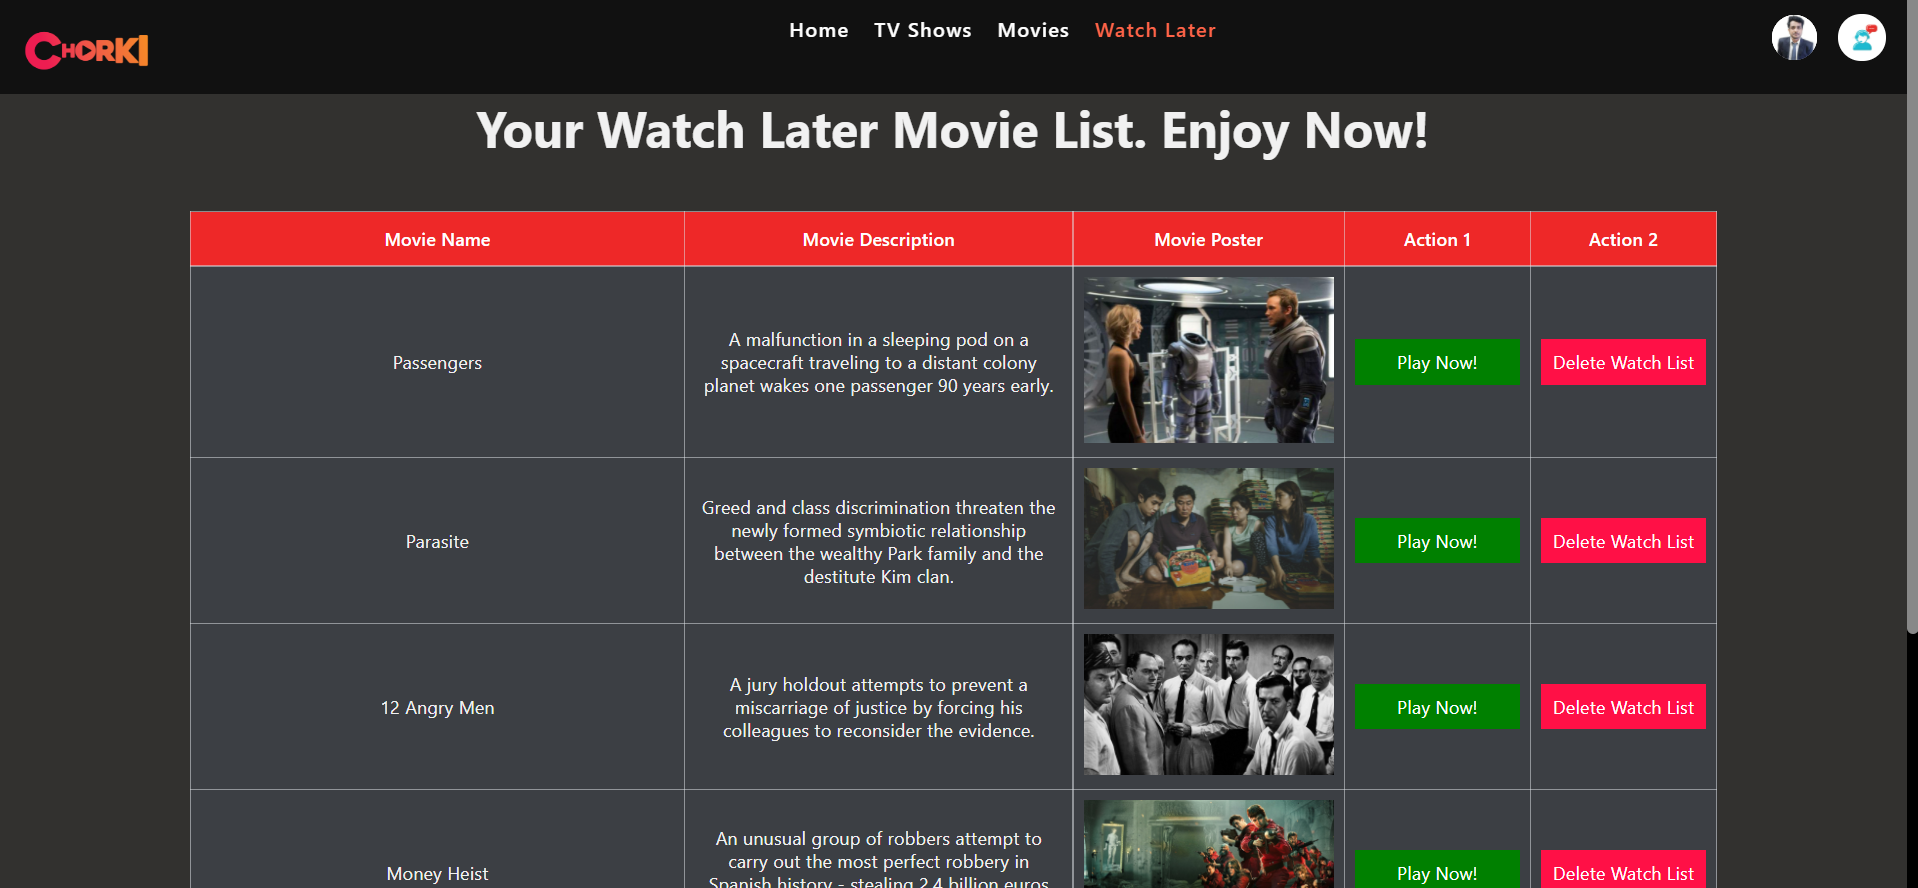 CHORKI
Home TV Shows Movies Watch Later
Your Watch Later Movie List. Enjoy Now!
Movie Name Movie Description Movie Poster Action 1 Action 2
Passengers
A malfunction in a sleeping pod on a
spacecraft traveling to a distant colony
planet wakes one passenger 90 years early.
Play Now!
Delete Watch List
Parasite
Greed and class discrimination threaten the
newly formed symbiotic relationship
between the wealthy Park family and the
destitute Kim clan.
Play Now!
Delete Watch List
12 Angry Men
A jury holdout attempts to prevent a
miscarriage of justice by forcing his
colleagues to reconsider the evidence.
Play Now!
Delete Watch List
Money Heist
An unusual group of robbers attempt to
carry out the most perfect robbery in
Spanish history - stealing 2.4 billion euros
Play Now!
Delete Watch List